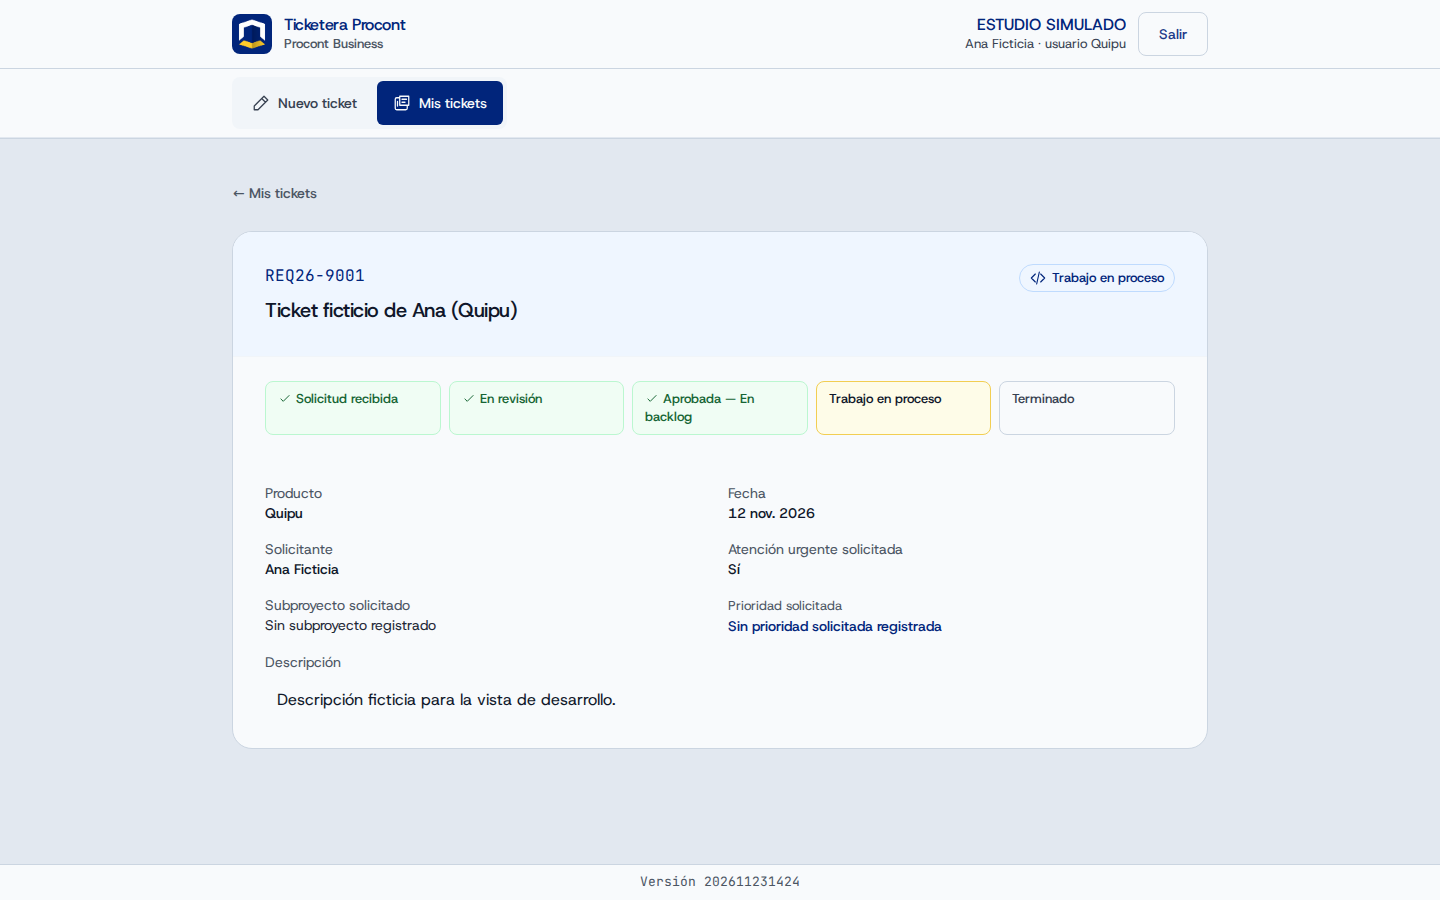 Ticketera Procont
Procont Business
ESTUDIO SIMULADO
Ana Ficticia · usuario Quipu
Salir
Nuevo ticket
Mis tickets
← Mis tickets
REQ26-9001
Trabajo en proceso
Ticket ficticio de Ana (Quipu)
✓ Solicitud recibida
✓ En revisión
✓ Aprobada — En
backlog
Trabajo en proceso
Terminado
Producto
Quipu
Fecha
12 nov. 2026
Solicitante
Ana Ficticia
Atención urgente solicitada
Sí
Subproyecto solicitado
Sin subproyecto registrado
Prioridad solicitada
Sin prioridad solicitada registrada
Descripción
Descripción ficticia para la vista de desarrollo.
Versión 202611231424